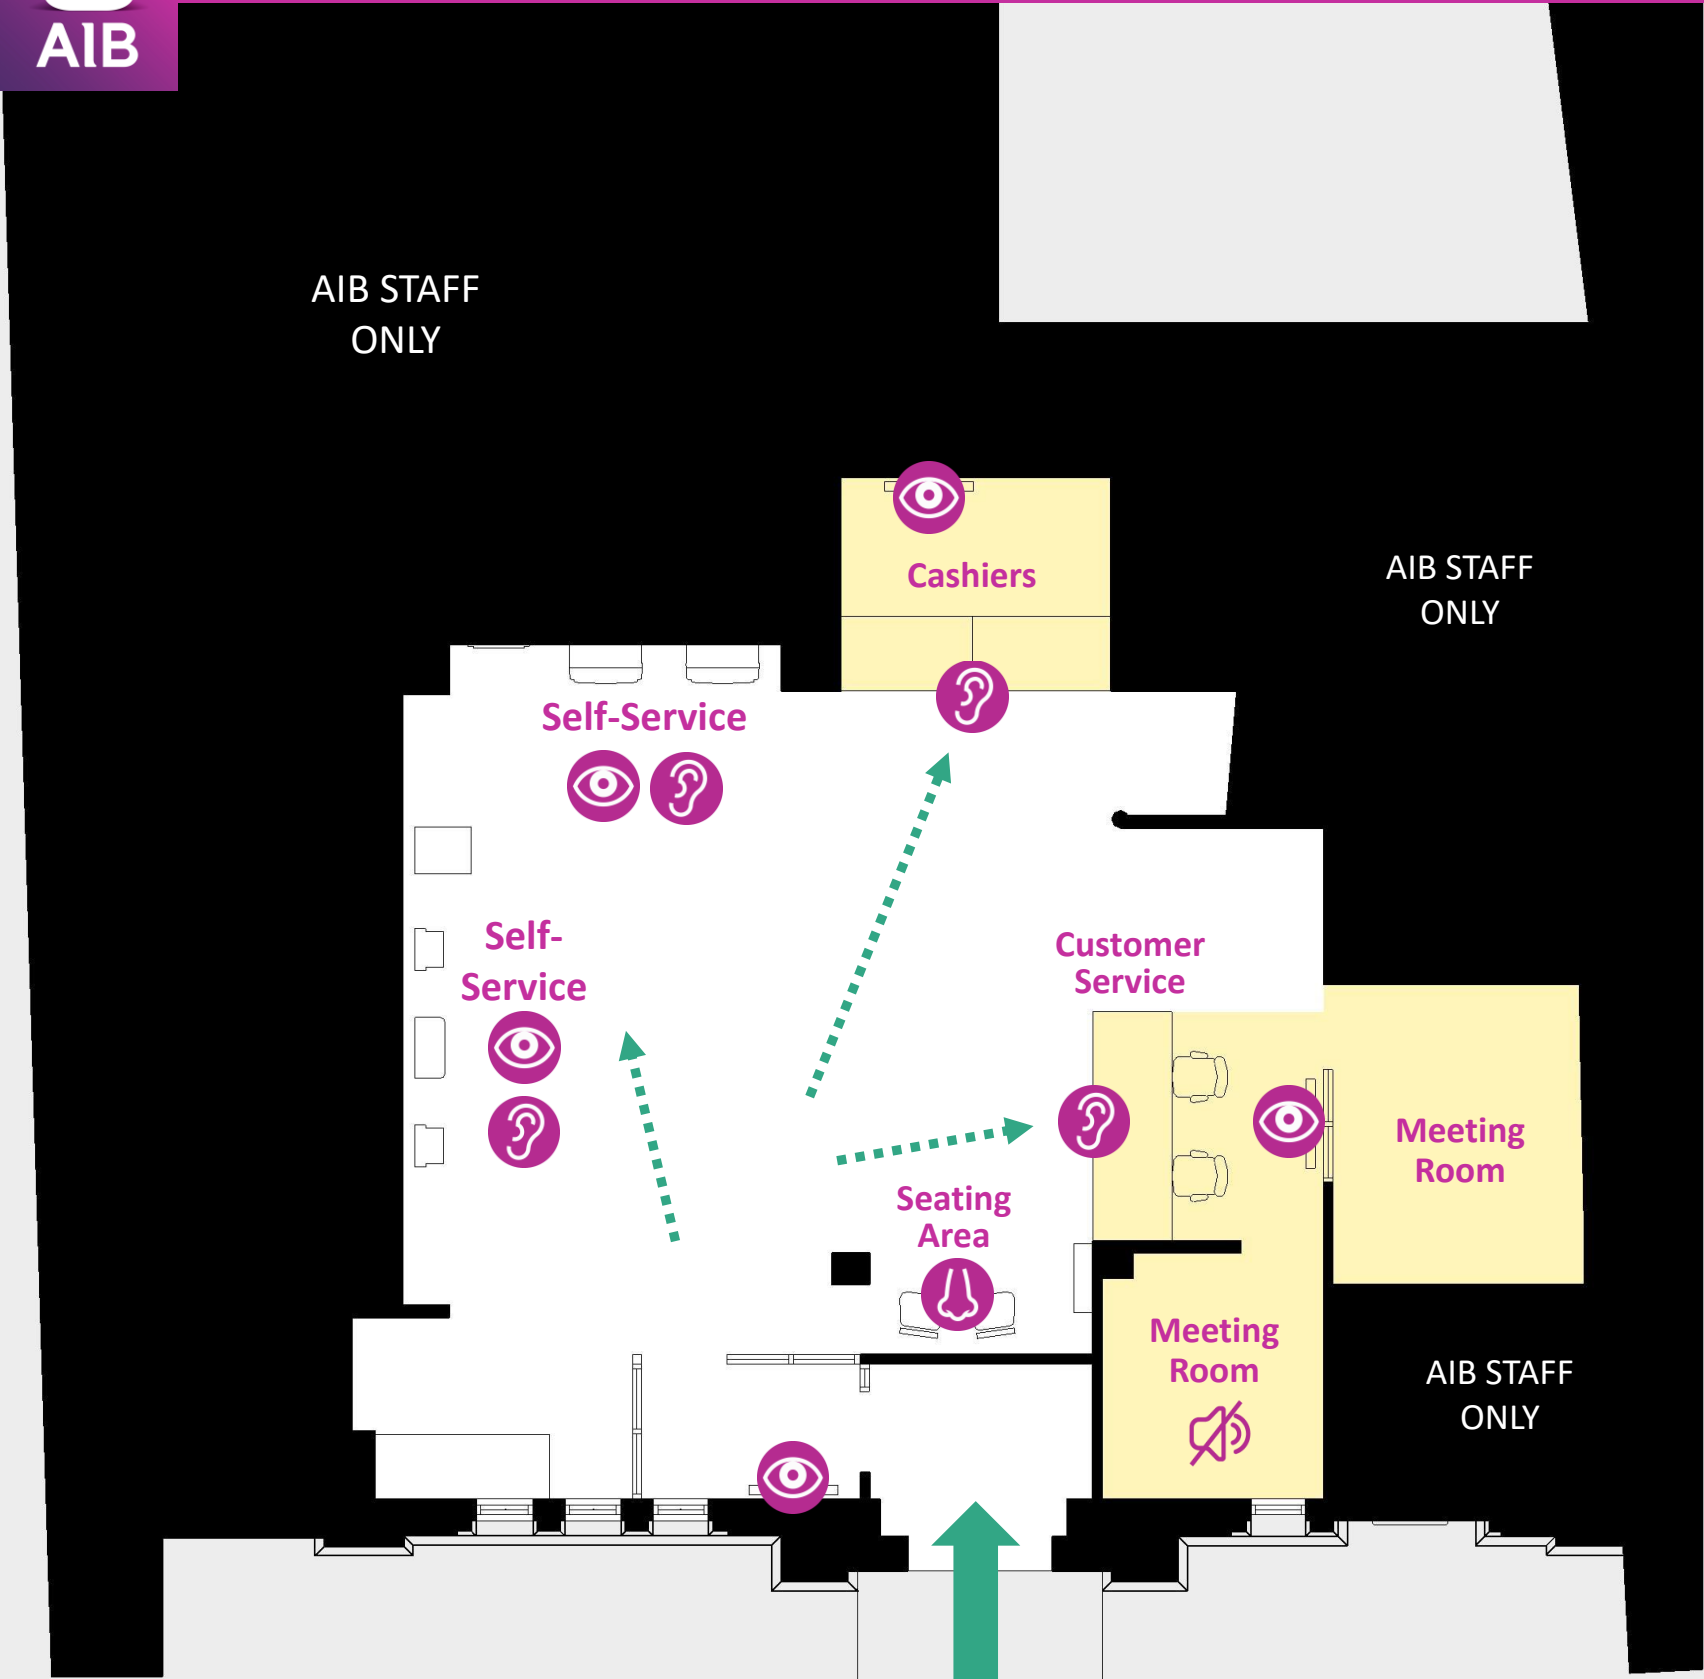 AIB
AIB STAFF
ONLY
Cashiers
AIB STAFF
ONLY
Self-Service
Self-
Service
Customer
Service
Meeting
Room
Seating
Area
Meeting
Room
AIB STAFF
ONLY